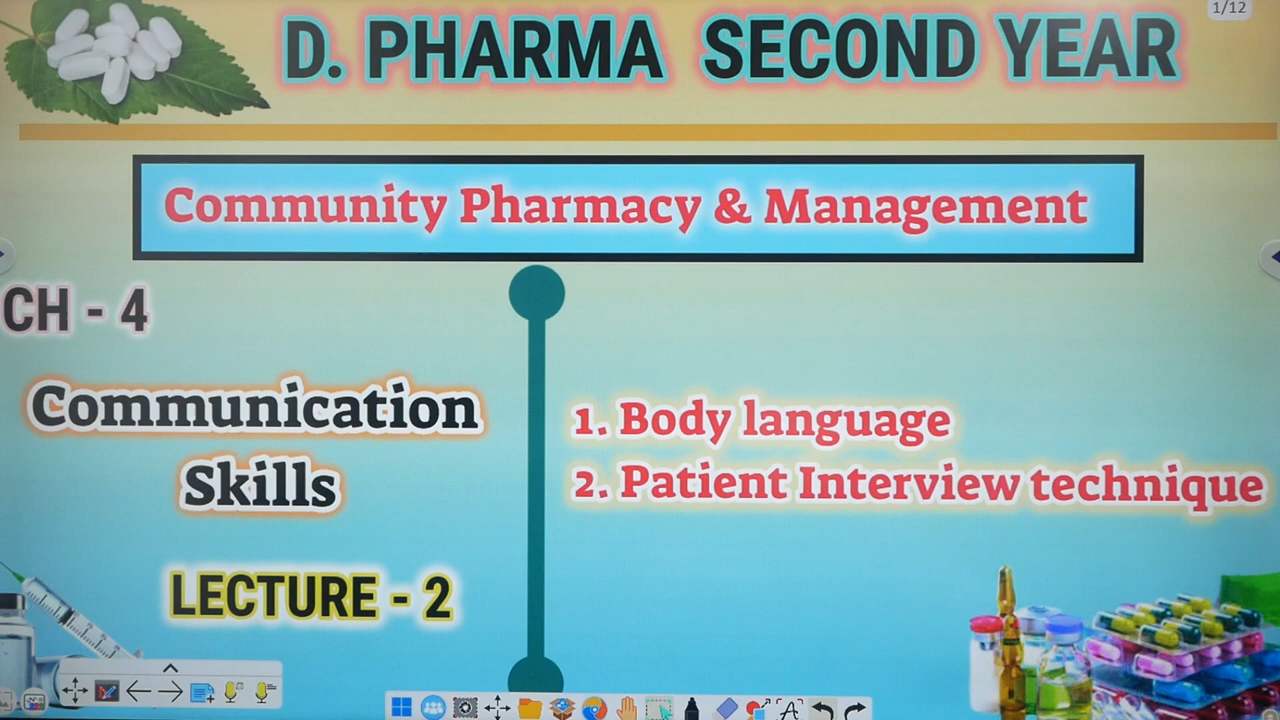 1/12
D. PHARMA SECOND YEAR
Community Pharmacy & Management
CH - 4
Communication
Skills
1. Body language
2. Patient Interview technique
LECTURE - 2